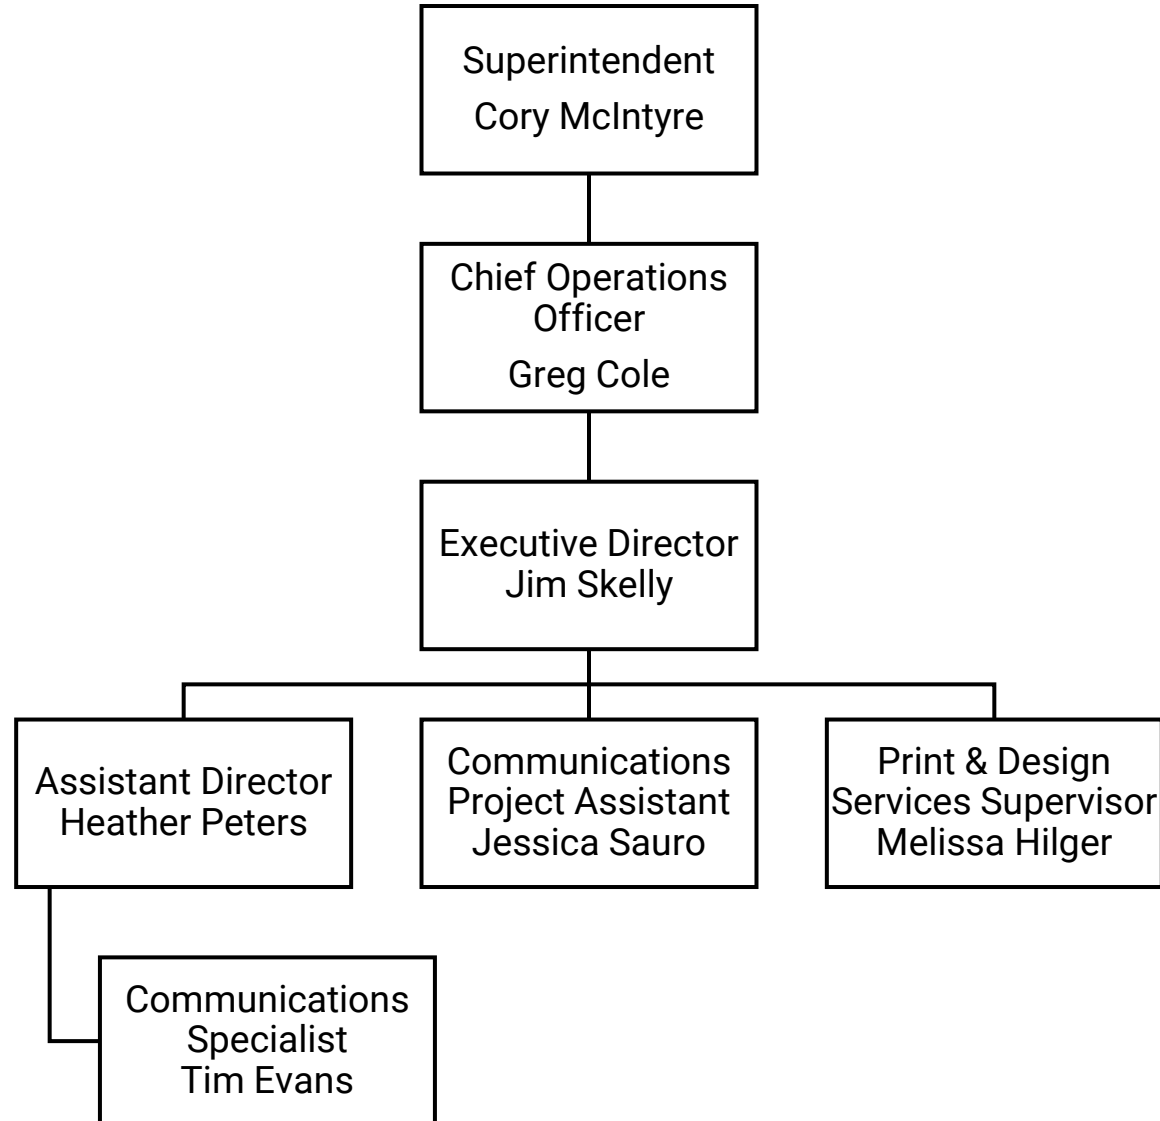 Superintendent
Cory McIntyre
Chief Operations
Officer
Greg Cole
Executive Director
Jim Skelly
Assistant Director
Heather Peters
Communications
Project Assistant
Jessica Sauro
Print & Design
Services Supervisor
Melissa Hilger
Communications
Specialist
Tim Evans